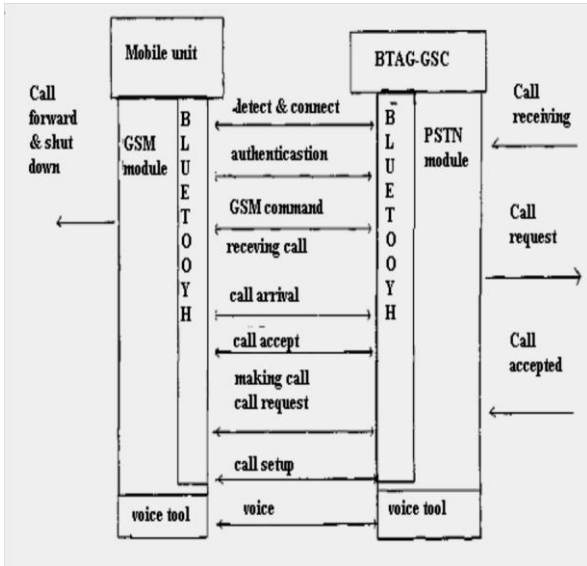 Mobile unit
BTAG-GSC
Call
forward
& shut
down
GSM
module
B
L
U
E
T
O
O
Y
H
detect & connect
authenticastion
GSM command
receving call
call arrival
call accept
making call
call request
call setup
voice
B
L
U
E
T
O
O
Y
H
PSTN
module
Call
receiving
Call
request
Call
accepted
voice tool
voice tool